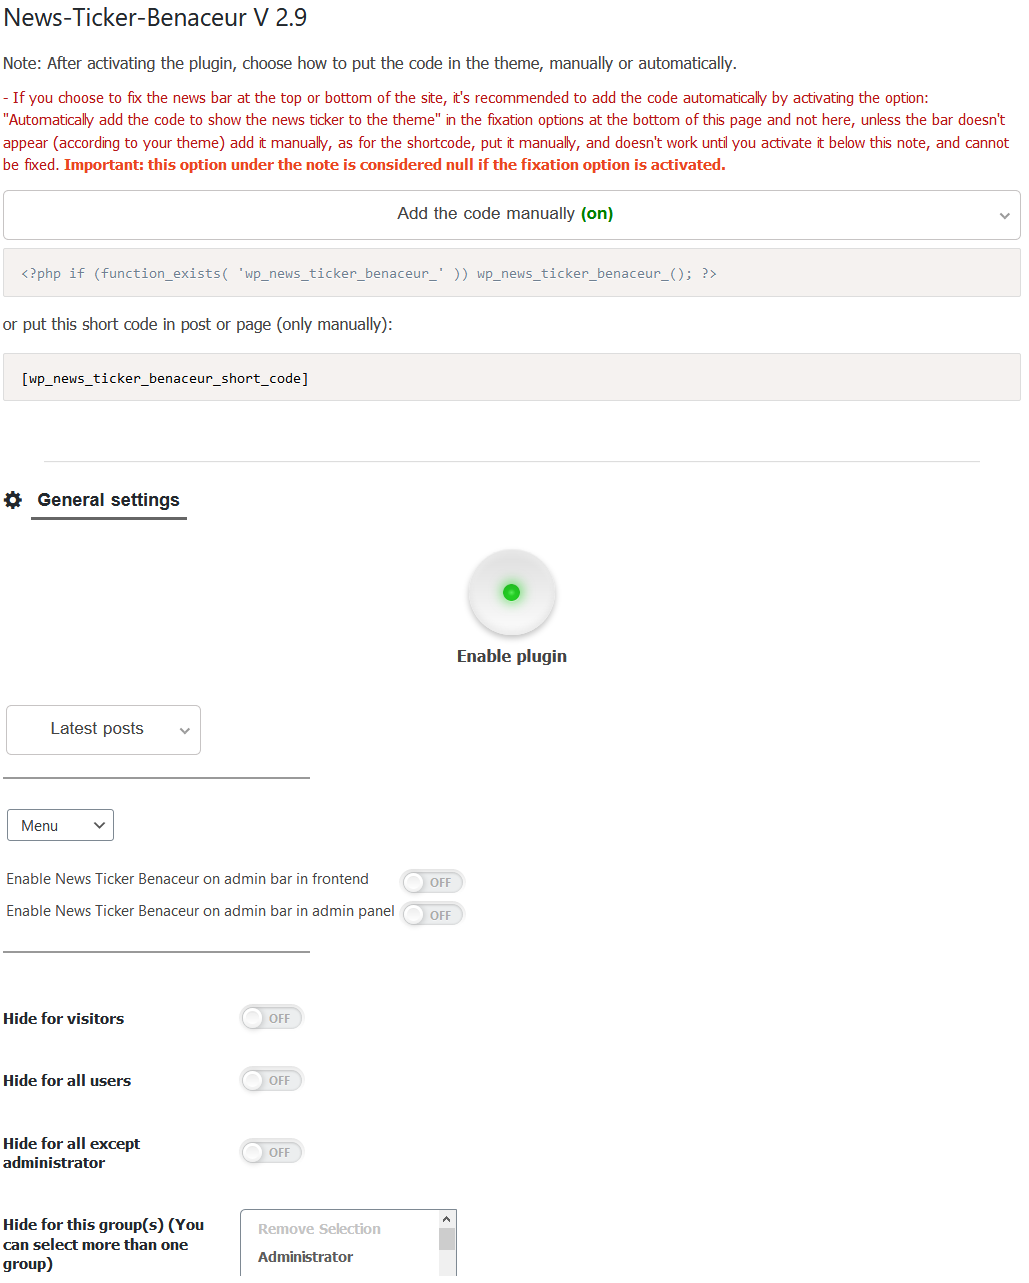 News-Ticker-Benaceur V 2.9
Note: After activating the plugin, choose how to put the code in the theme, manually or automatically.
- If you choose to fix the news bar at the top or bottom of the site, it's recommended to add the code automatically by activating the option:
"Automatically add the code to show the news ticker to the theme" in the fixation options at the bottom of this page and not here, unless the bar doesn't
appear (according to your theme) add it manually, as for the shortcode, put it manually, and doesn't work until you activate it below this note, and cannot
be fixed. Important: this option under the note is considered null if the fixation option is activated.
Add the code manually (on)
<?php if (function_exists( 'wp_news_ticker_benaceur_' )) wp_news_ticker_benaceur_(); ?>
or put this short code in post or page (only manually):
[wp_news_ticker_benaceur_short_code]
General settings
Enable plugin
Latest posts
Menu
Enable News Ticker Benaceur on admin bar in frontend OFF
Enable News Ticker Benaceur on admin bar in admin panel OFF
Hide for visitors OFF
Hide for all users OFF
Hide for all except
administrator OFF
Hide for this group(s) (You
can select more than one
group)
Remove Selection
Administrator